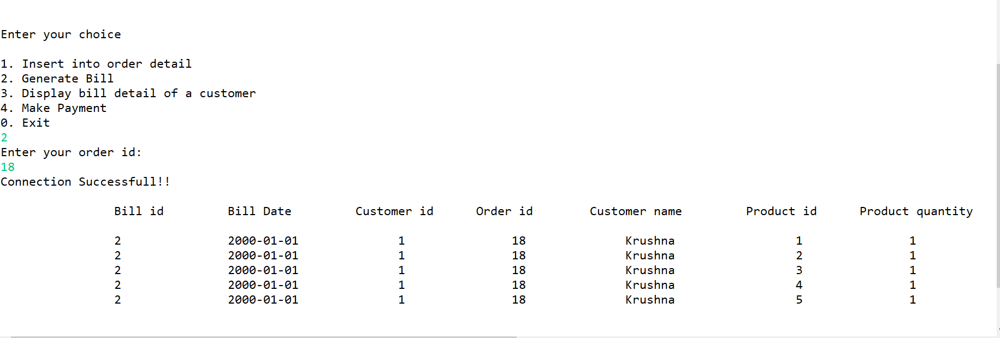 Enter your choice
1. Insert into order detail
2. Generate Bill
3. Display bill detail of a customer
4. Make Payment
0. Exit
2
Enter your order id:
18
Connection Successfull!!
Bill id Bill Date Customer id Order id Customer name Product id Product quantity
2 2000-01-01 1 18 Krushna 1 1
2 2000-01-01 1 18 Krushna 2 1
2 2000-01-01 1 18 Krushna 3 1
2 2000-01-01 1 18 Krushna 4 1
2 2000-01-01 1 18 Krushna 5 1